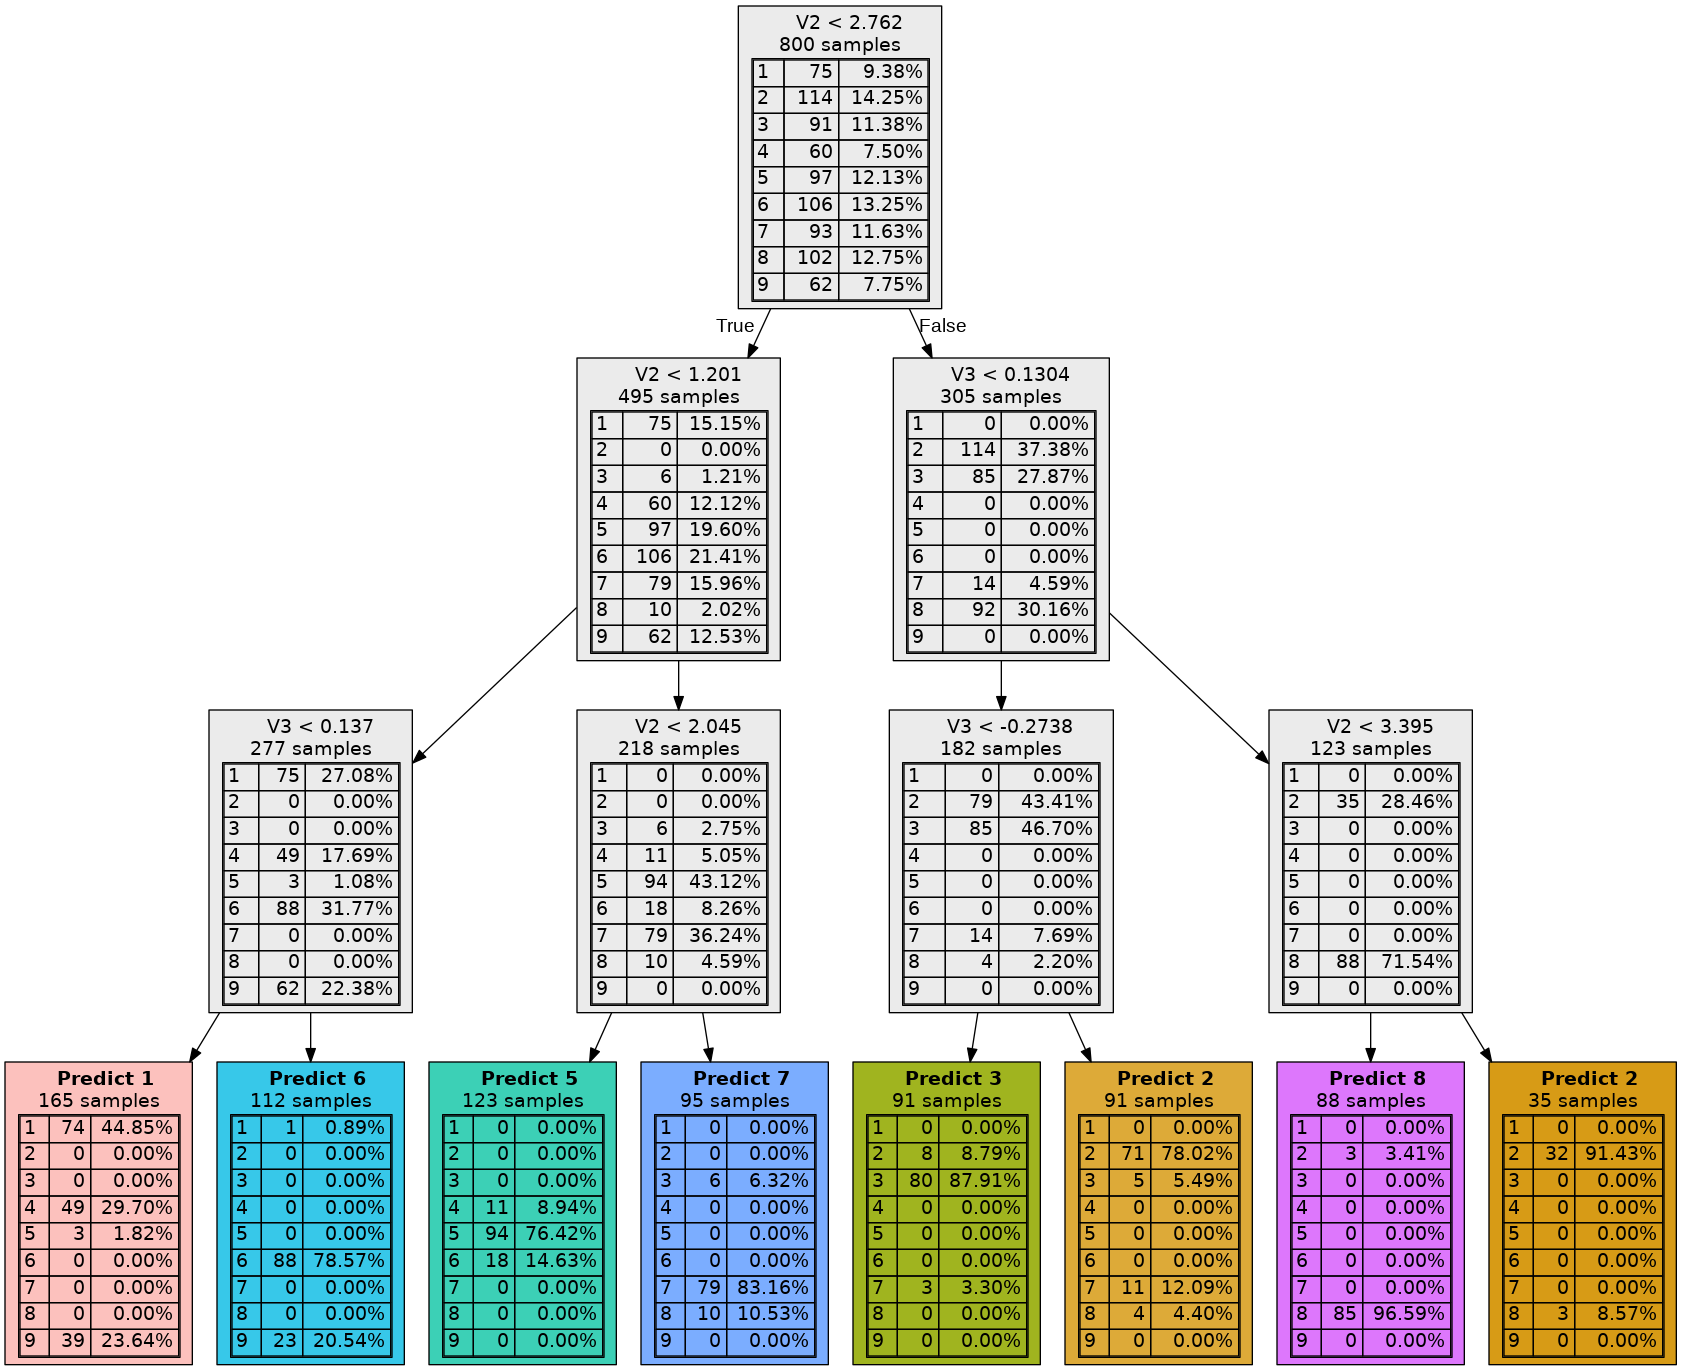 V2 < 2.762
800 samples
1 75 9.38%
2 114 14.25%
3 91 11.38%
4 60 7.50%
5 97 12.13%
6 106 13.25%
7 93 11.63%
8 102 12.75%
9 62 7.75%
True
False
V2 < 1.201
495 samples
1 75 15.15%
2 0 0.00%
3 6 1.21%
4 60 12.12%
5 97 19.60%
6 106 21.41%
7 79 15.96%
8 10 2.02%
9 62 12.53%
V3 < 0.1304
305 samples
1 0 0.00%
2 114 37.38%
3 85 27.87%
4 0 0.00%
5 0 0.00%
6 0 0.00%
7 14 4.59%
8 92 30.16%
9 0 0.00%
V3 < 0.137
277 samples
1 75 27.08%
2 0 0.00%
3 0 0.00%
4 49 17.69%
5 3 1.08%
6 88 31.77%
7 0 0.00%
8 0 0.00%
9 62 22.38%
V2 < 2.045
218 samples
1 0 0.00%
2 0 0.00%
3 6 2.75%
4 11 5.05%
5 94 43.12%
6 18 8.26%
7 79 36.24%
8 10 4.59%
9 0 0.00%
V3 < -0.2738
182 samples
1 0 0.00%
2 79 43.41%
3 85 46.70%
4 0 0.00%
5 0 0.00%
6 0 0.00%
7 14 7.69%
8 4 2.20%
9 0 0.00%
V2 < 3.395
123 samples
1 0 0.00%
2 35 28.46%
3 0 0.00%
4 0 0.00%
5 0 0.00%
6 0 0.00%
7 0 0.00%
8 88 71.54%
9 0 0.00%
Predict 1
165 samples
1 74 44.85%
2 0 0.00%
3 0 0.00%
4 49 29.70%
5 3 1.82%
6 0 0.00%
7 0 0.00%
8 0 0.00%
9 39 23.64%
Predict 6
112 samples
1 1 0.89%
2 0 0.00%
3 0 0.00%
4 0 0.00%
5 0 0.00%
6 88 78.57%
7 0 0.00%
8 0 0.00%
9 23 20.54%
Predict 5
123 samples
1 0 0.00%
2 0 0.00%
3 0 0.00%
4 11 8.94%
5 94 76.42%
6 18 14.63%
7 0 0.00%
8 0 0.00%
9 0 0.00%
Predict 7
95 samples
1 0 0.00%
2 0 0.00%
3 6 6.32%
4 0 0.00%
5 0 0.00%
6 0 0.00%
7 79 83.16%
8 10 10.53%
9 0 0.00%
Predict 3
91 samples
1 0 0.00%
2 8 8.79%
3 80 87.91%
4 0 0.00%
5 0 0.00%
6 0 0.00%
7 3 3.30%
8 0 0.00%
9 0 0.00%
Predict 2
91 samples
1 0 0.00%
2 71 78.02%
3 5 5.49%
4 0 0.00%
5 0 0.00%
6 0 0.00%
7 11 12.09%
8 4 4.40%
9 0 0.00%
Predict 8
88 samples
1 0 0.00%
2 3 3.41%
3 0 0.00%
4 0 0.00%
5 0 0.00%
6 0 0.00%
7 0 0.00%
8 85 96.59%
9 0 0.00%
Predict 2
35 samples
1 0 0.00%
2 32 91.43%
3 0 0.00%
4 0 0.00%
5 0 0.00%
6 0 0.00%
7 0 0.00%
8 3 8.57%
9 0 0.00%